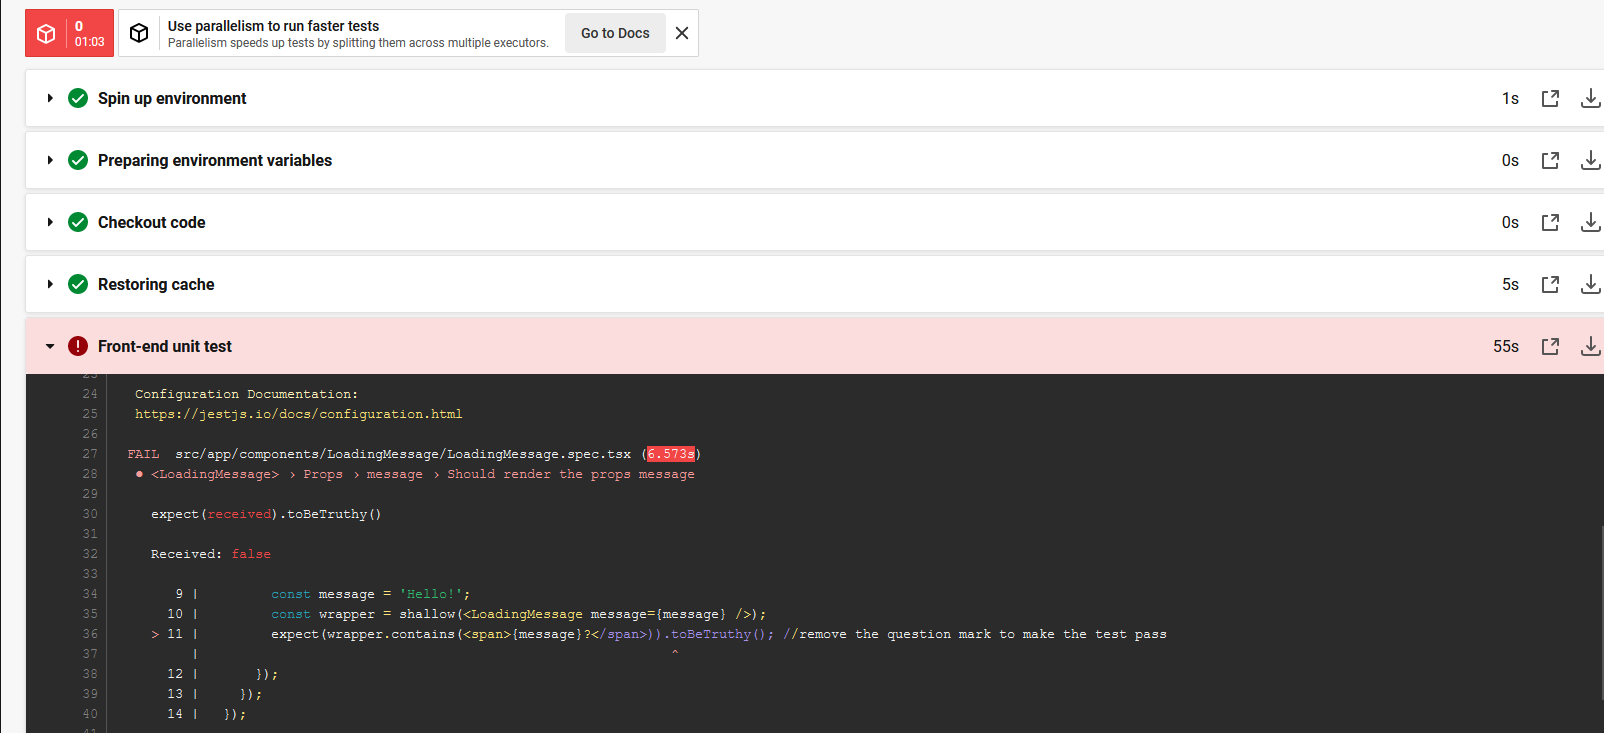 0
01:03
Use parallelism to run faster tests
Parallelism speeds up tests by splitting them across multiple executors.
Go to Docs
Spin up environment 1s
Preparing environment variables 0s
Checkout code 0s
Restoring cache 5s
Front-end unit test 55s
23
24 Configuration Documentation:
25 https://jestjs.io/docs/configuration.html
26
27 FAIL src/app/components/LoadingMessage/LoadingMessage.spec.tsx (6.573s)
28 ● <LoadingMessage> › Props › message › Should render the props message
29
30 expect(received).toBeTruthy()
31
32 Received: false
33
34 9 | const message = 'Hello!';
35 10 | const wrapper = shallow(<LoadingMessage message={message} />);
36 > 11 | expect(wrapper.contains(<span>{message}?</span>)).toBeTruthy(); //remove the question mark to make the test pass
37 | ^
38 12 | });
39 13 | });
40 14 | });
41